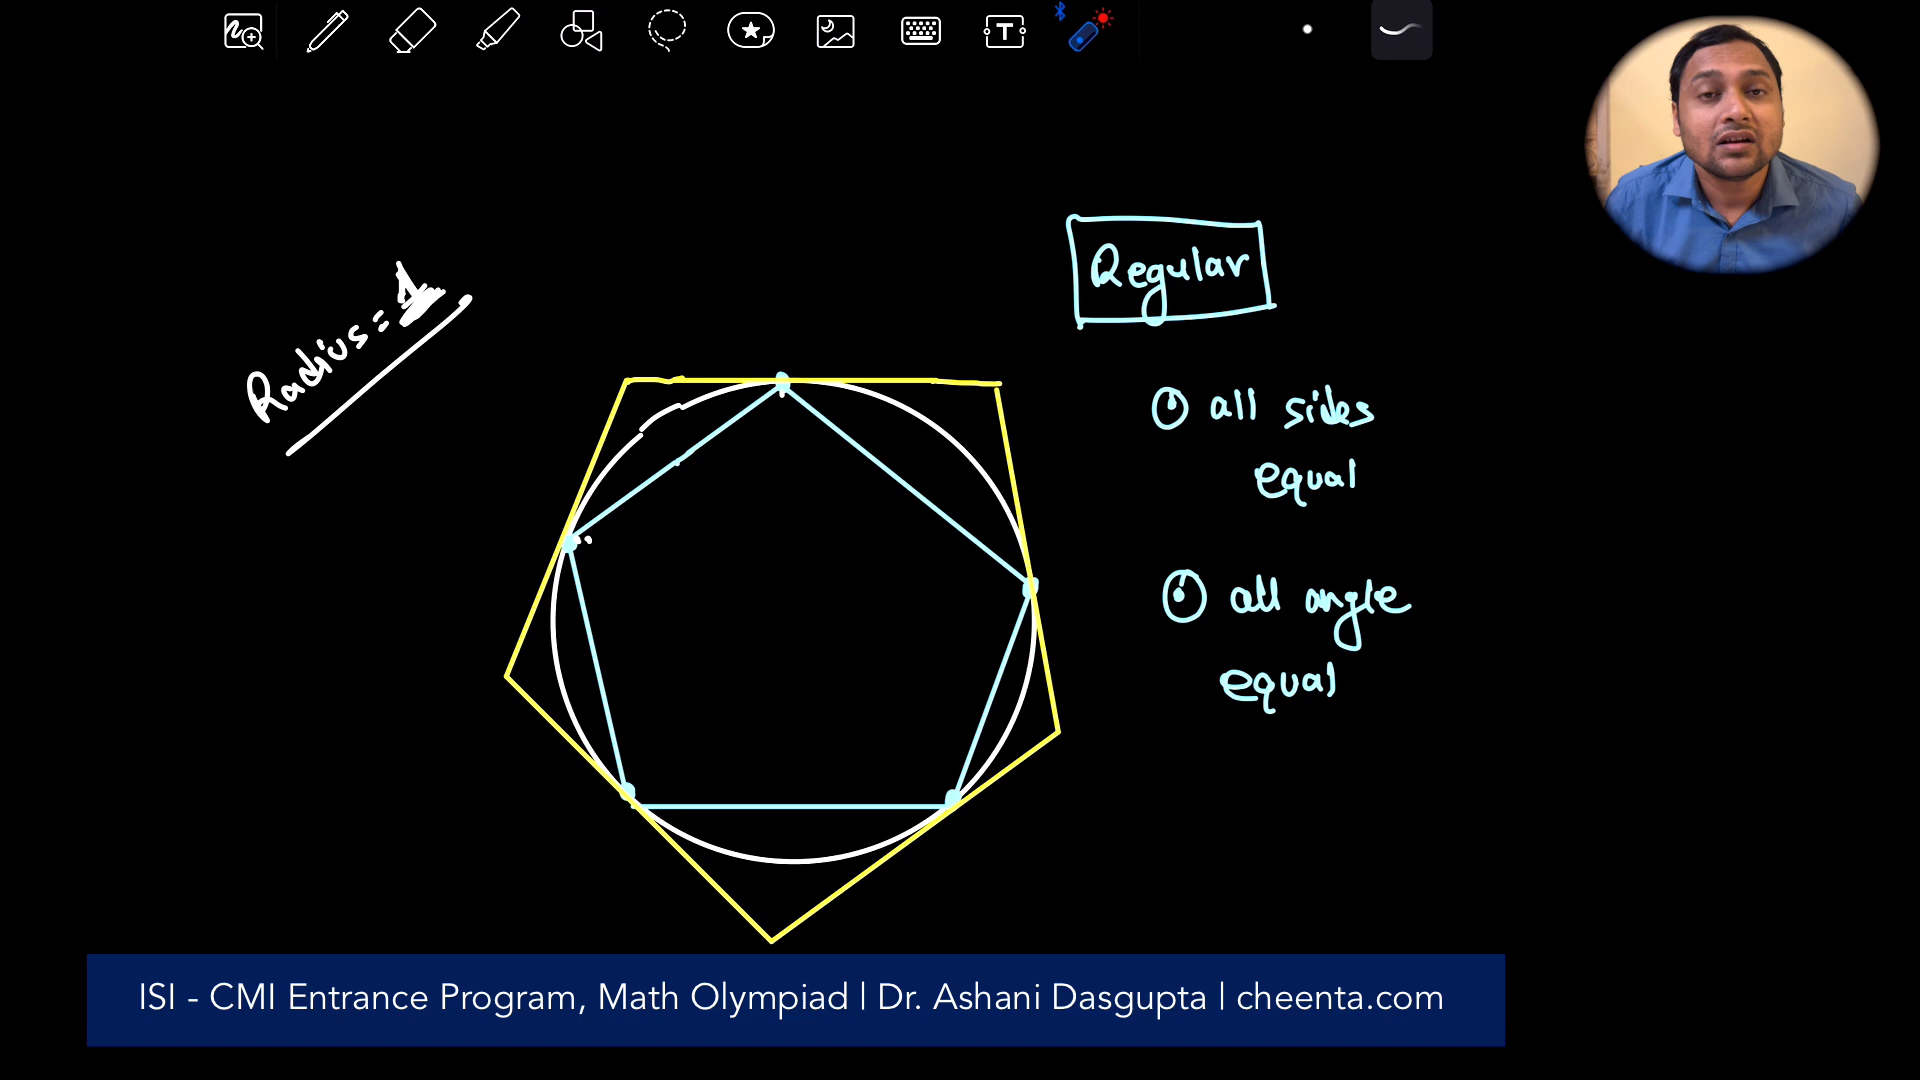 Regular
Radius = 1
all sides
equal
all angle
equal
ISI - CMI Entrance Program, Math Olympiad | Dr. Ashani Dasgupta | cheenta.com